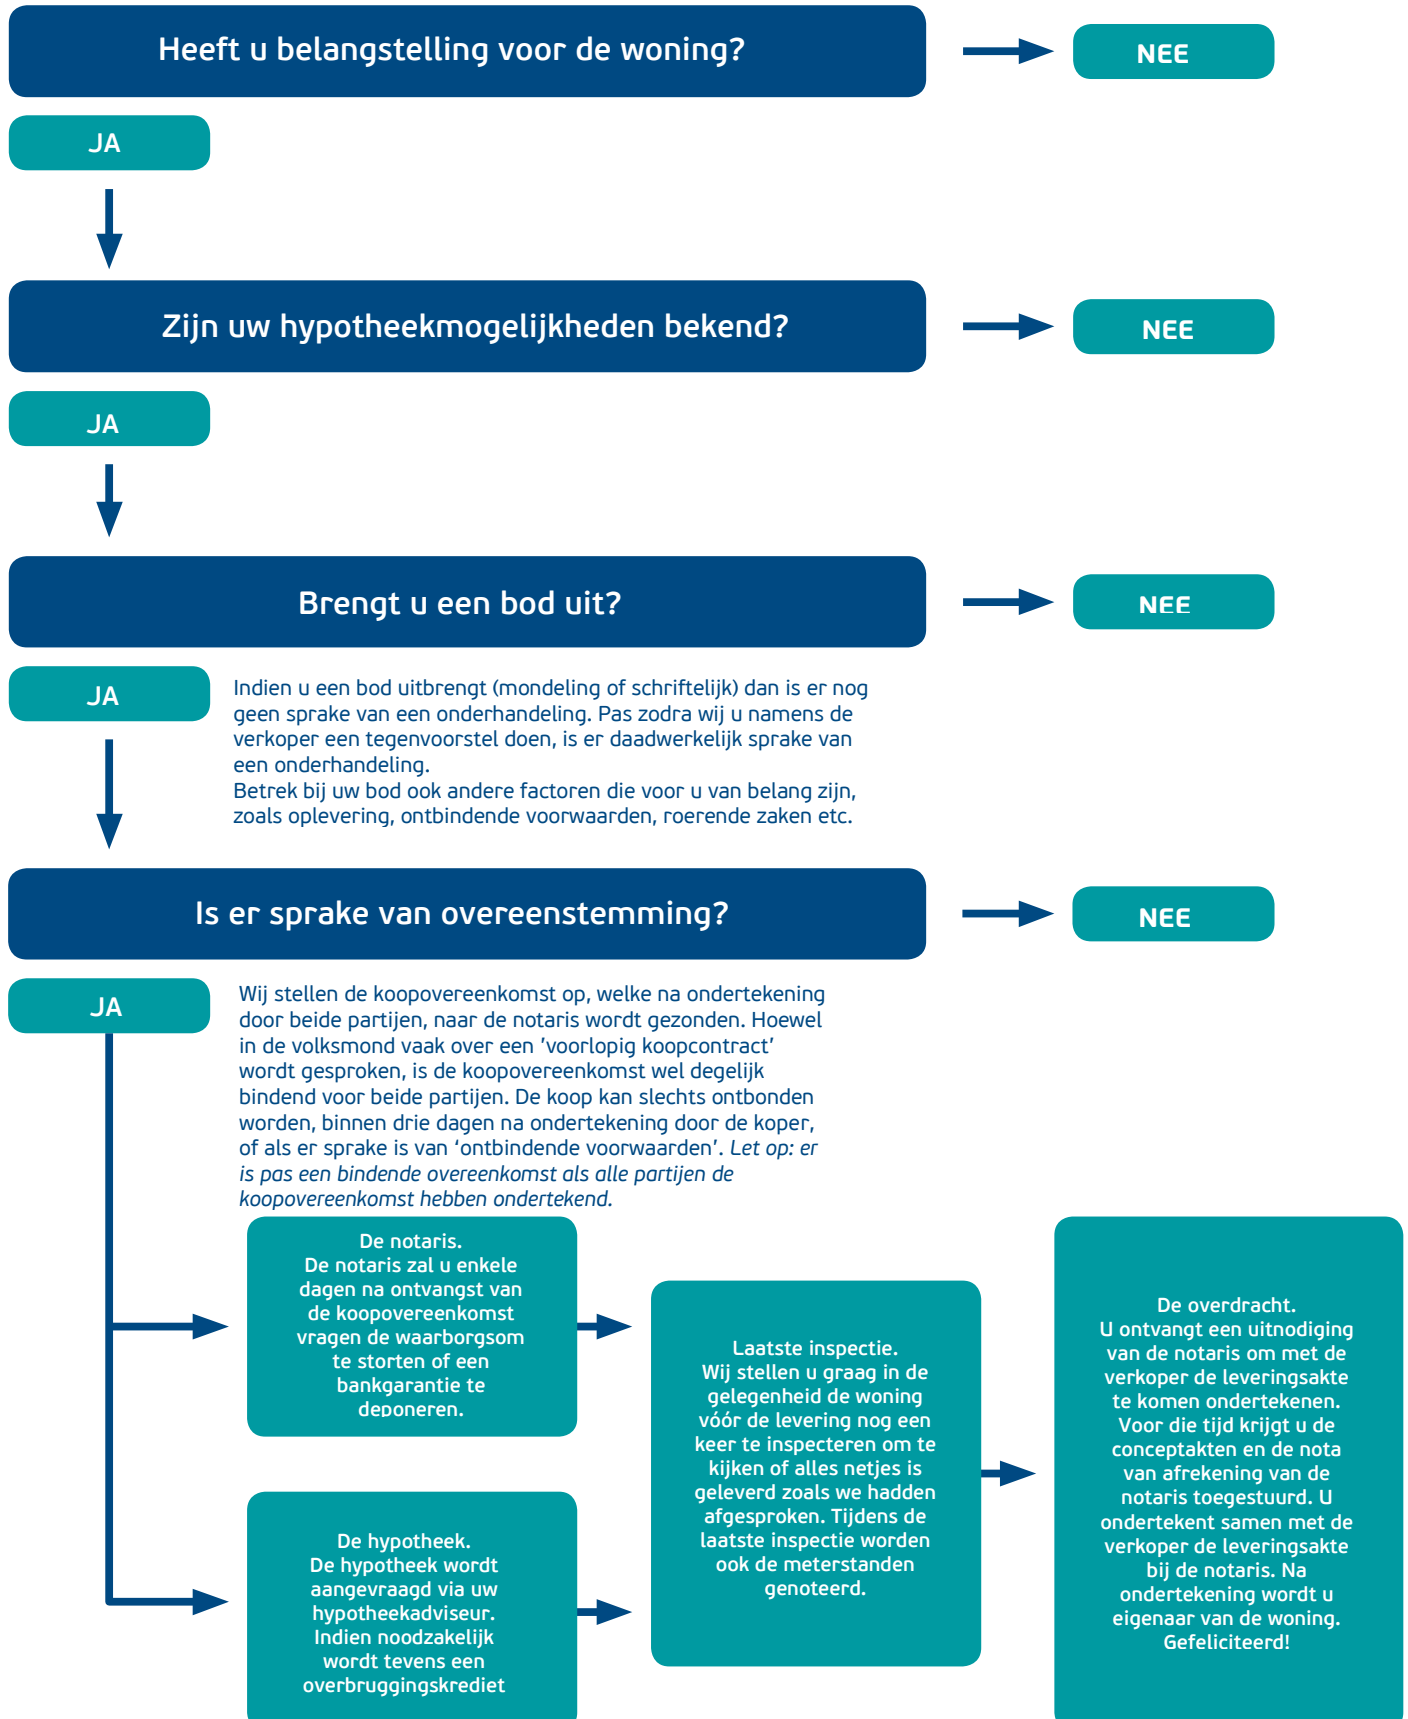 Heeft u belangstelling voor de woning?
NEE
JA
Zijn uw hypotheekmogelijkheden bekend?
NEE
JA
Brengt u een bod uit?
NEE
JA
Indien u een bod uitbrengt (mondeling of schriftelijk) dan is er nog
geen sprake van een onderhandeling. Pas zodra wij u namens de
verkoper een tegenvoorstel doen, is er daadwerkelijk sprake van
een onderhandeling.
Betrek bij uw bod ook andere factoren die voor u van belang zijn,
zoals oplevering, ontbindende voorwaarden, roerende zaken etc.
Is er sprake van overeenstemming?
NEE
JA
Wij stellen de koopovereenkomst op, welke na ondertekening
door beide partijen, naar de notaris wordt gezonden. Hoewel
in de volksmond vaak over een ’voorlopig koopcontract’
wordt gesproken, is de koopovereenkomst wel degelijk
bindend voor beide partijen. De koop kan slechts ontbonden
worden, binnen drie dagen na ondertekening door de koper,
of als er sprake is van ‘ontbindende voorwaarden’. Let op: er
is pas een bindende overeenkomst als alle partijen de
koopovereenkomst hebben ondertekend.
De notaris.
De notaris zal u enkele
dagen na ontvangst van
de koopovereenkomst
vragen de waarborgsom
te storten of een
bankgarantie te
deponeren.
De hypotheek.
De hypotheek wordt
aangevraagd via uw
hypotheekadviseur.
Indien noodzakelijk
wordt tevens een
overbruggingskrediet
Laatste inspectie.
Wij stellen u graag in de
gelegenheid de woning
vóór de levering nog een
keer te inspecteren om te
kijken of alles netjes is
geleverd zoals we hadden
afgesproken. Tijdens de
laatste inspectie worden
ook de meterstanden
genoteerd.
De overdracht.
U ontvangt een uitnodiging
van de notaris om met de
verkoper de leveringsakte
te komen ondertekenen.
Voor die tijd krijgt u de
conceptakten en de nota
van afrekening van de
notaris toegestuurd. U
ondertekent samen met de
verkoper de leveringsakte
bij de notaris. Na
ondertekening wordt u
eigenaar van de woning.
Gefeliciteerd!